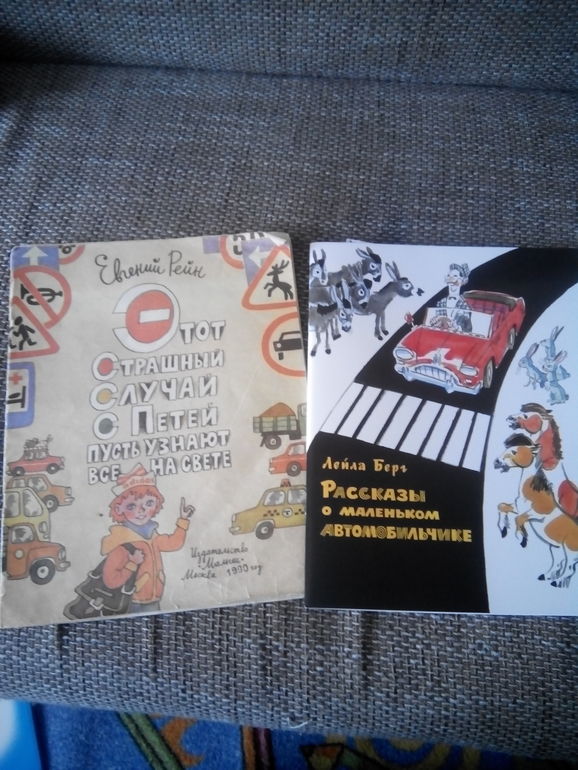 Евгений Рейн
Этот
Страшный
Случай
с Петей
пусть узнают
все на свете
Издательство
"Малыш"
Москва 1990 год
Лейла Берг
Рассказы
о маленьком
автомобильчике